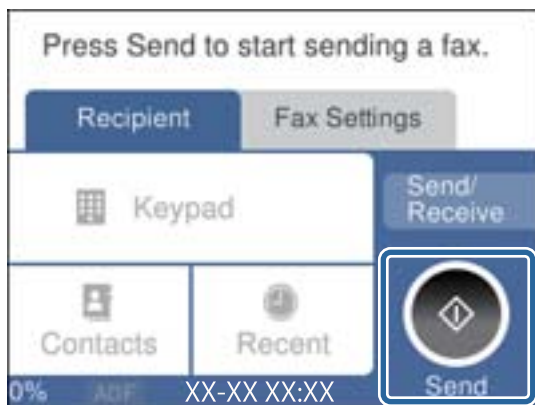 Press Send to start sending a fax.
Recipient
Fax Settings
Keypad
Send/
Receive
Contacts
Recent
0%
ADF
XX-XX XX:XX
Send